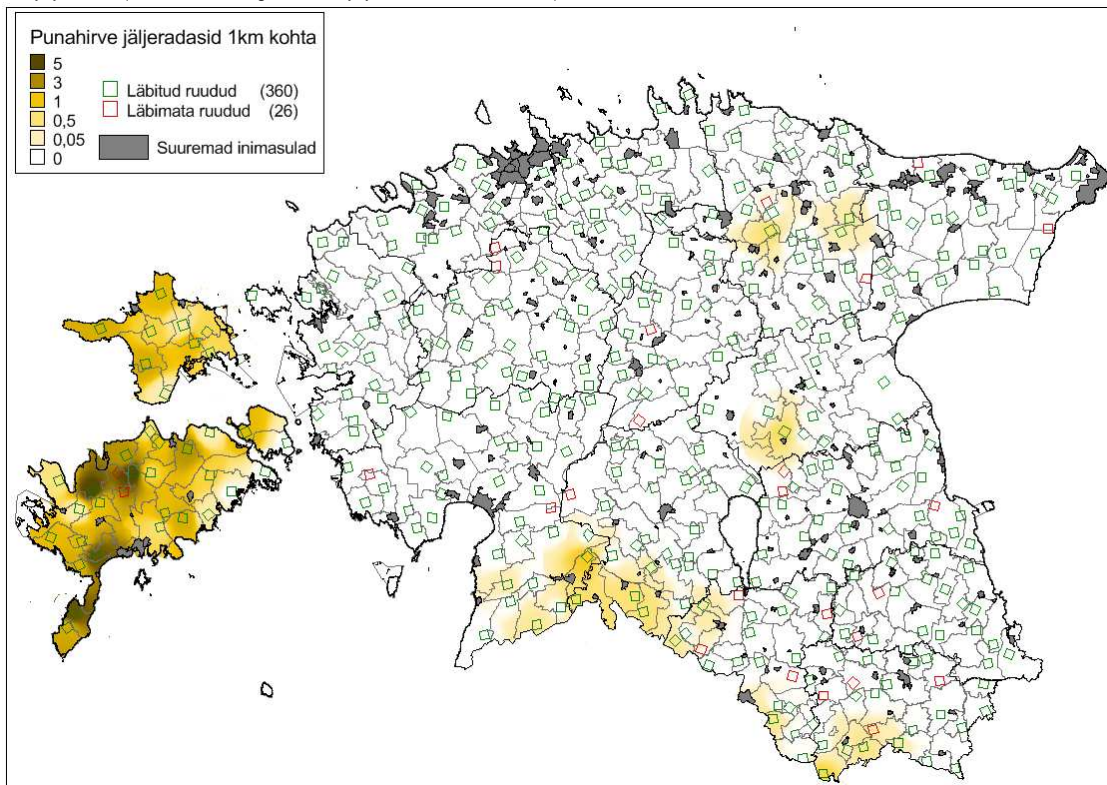 Punahirve jäljeradasid 1km kohta
5
3
1
0,5
0,05
0
Läbitud ruudud (360)
Läbimata ruudud (26)
Suuremad inimasulad